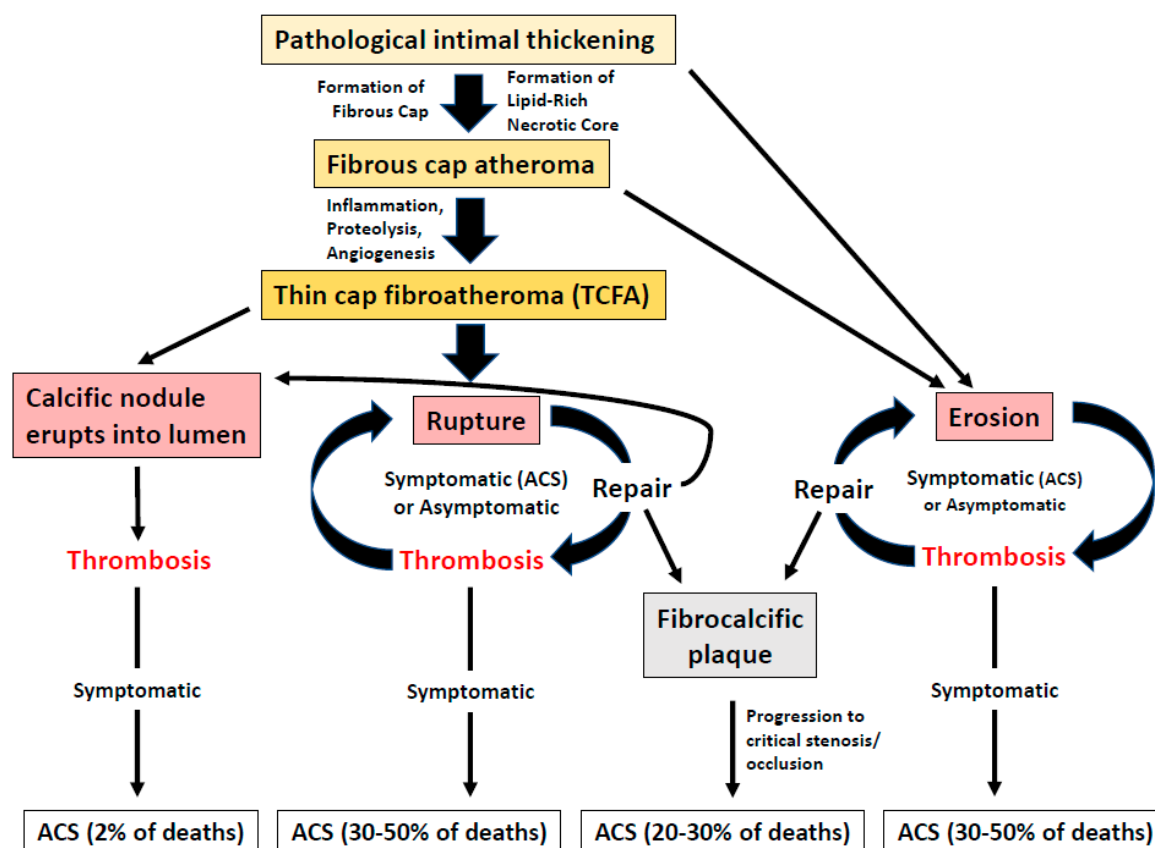 Pathological intimal thickening
Formation of
Fibrous Cap
Formation of
Lipid-Rich
Necrotic Core
Fibrous cap atheroma
Inflammation,
Proteolysis,
Angiogenesis
Thin cap fibroatheroma (TCFA)
Calcific nodule
erupts into lumen
Rupture
Erosion
Symptomatic (ACS)
or Asymptomatic
Repair
Repair
Symptomatic (ACS)
or Asymptomatic
Thrombosis
Thrombosis
Thrombosis
Fibrocalcific
plaque
Symptomatic
Symptomatic
Symptomatic
Progression to
critical stenosis/
occlusion
ACS (2% of deaths)
ACS (30-50% of deaths)
ACS (20-30% of deaths)
ACS (30-50% of deaths)